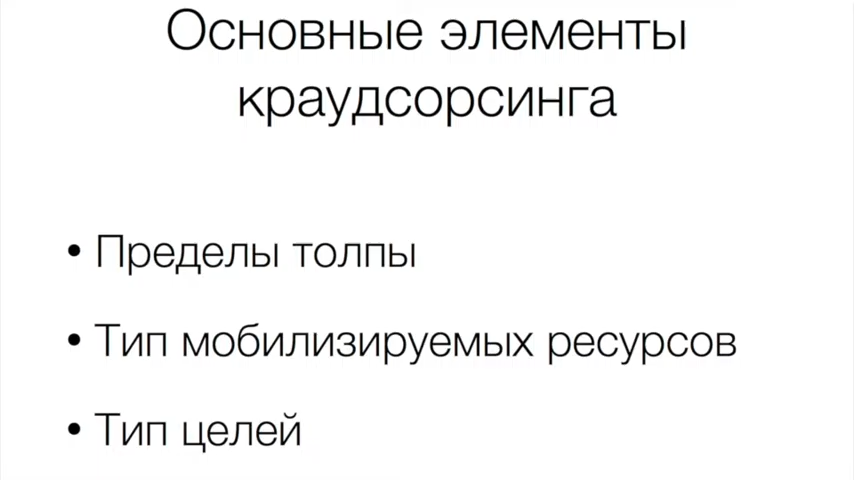 Основные элементы
краудсорсинга
• Пределы толпы
• Тип мобилизируемых ресурсов
• Тип целей